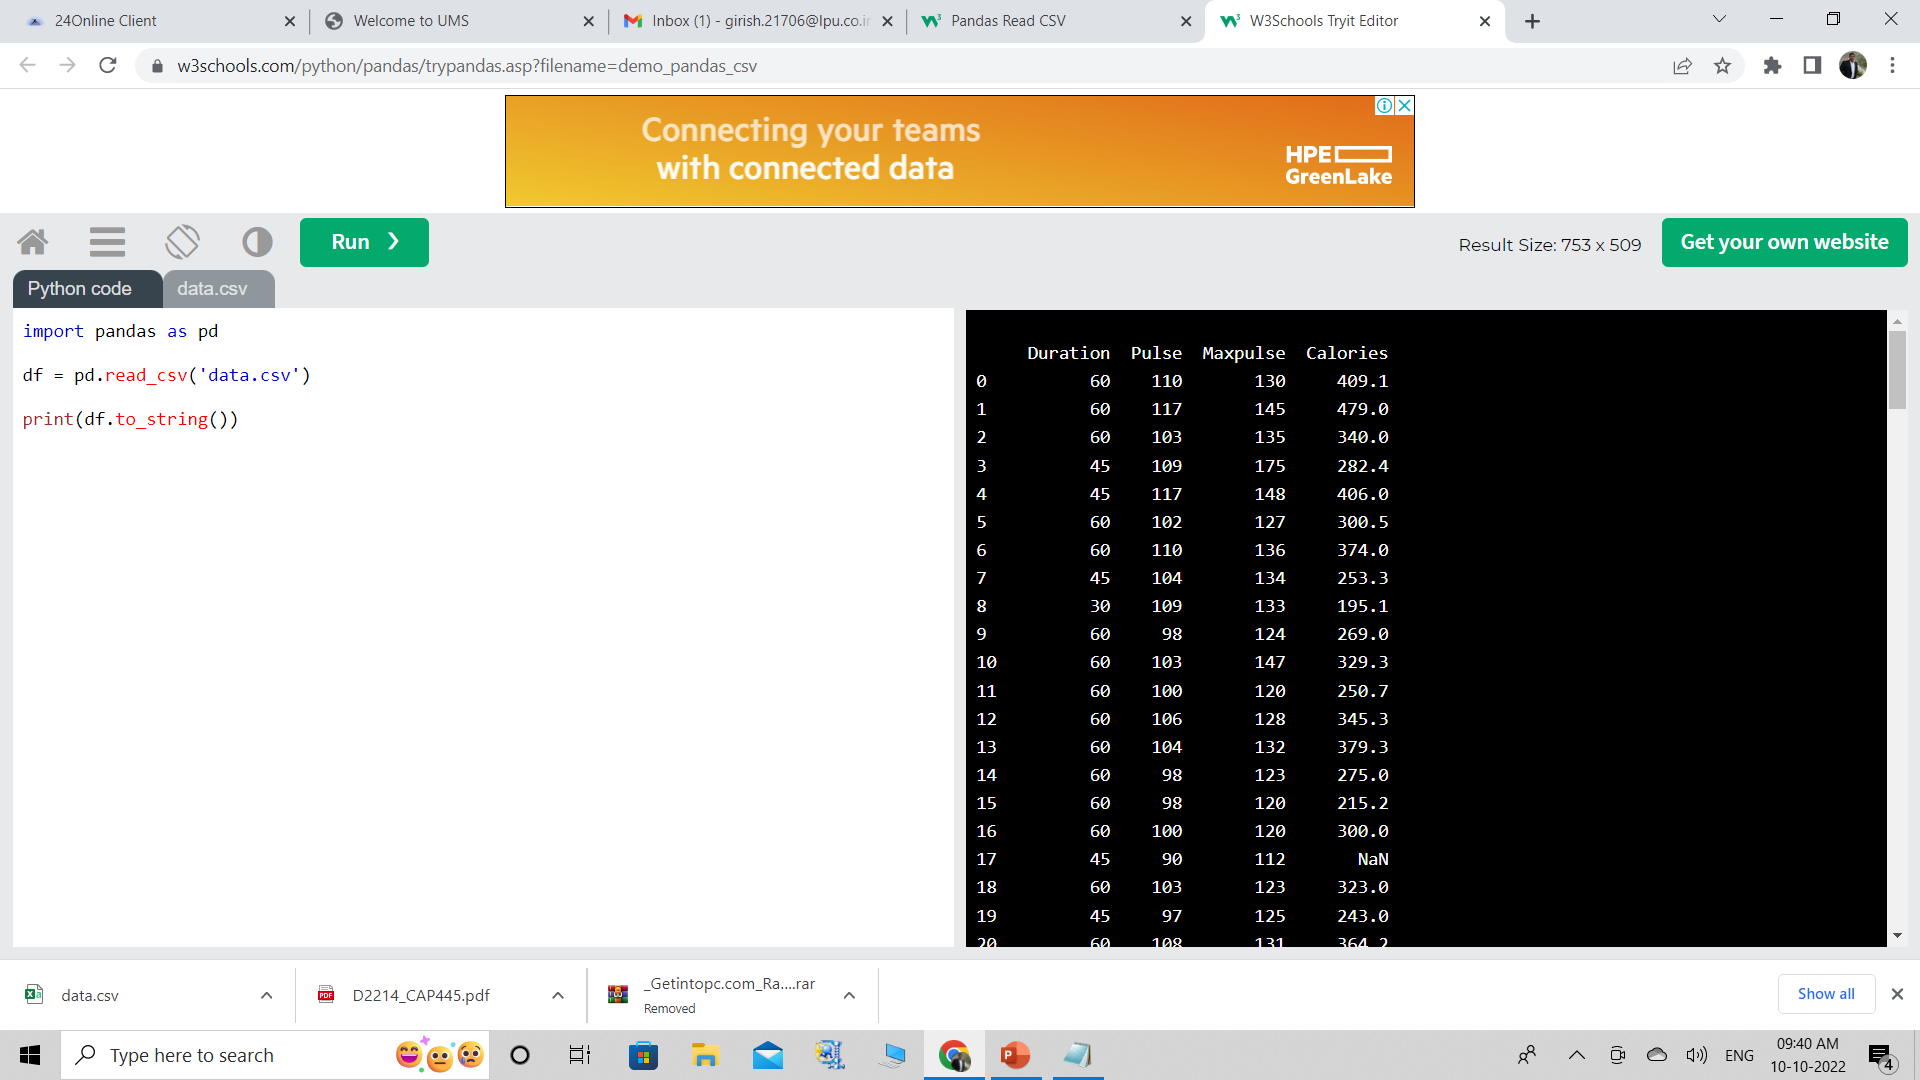 24Online Client
Welcome to UMS
Inbox (1) - girish.21706@lpu.co.in
Pandas Read CSV
W3Schools Tryit Editor
w3schools.com/python/pandas/trypandas.asp?filename=demo_pandas_csv
Connecting your teams
with connected data
HPE
GreenLake
Run ❯
Result Size: 753 x 509
Get your own website
Python code
data.csv
import pandas as pd
df = pd.read_csv('data.csv')
print(df.to_string())
Duration Pulse Maxpulse Calories
0 60 110 130 409.1
1 60 117 145 479.0
2 60 103 135 340.0
3 45 109 175 282.4
4 45 117 148 406.0
5 60 102 127 300.5
6 60 110 136 374.0
7 45 104 134 253.3
8 30 109 133 195.1
9 60 98 124 269.0
10 60 103 147 329.3
11 60 100 120 250.7
12 60 106 128 345.3
13 60 104 132 379.3
14 60 98 123 275.0
15 60 98 120 215.2
16 60 100 120 300.0
17 45 90 112 NaN
18 60 103 123 323.0
19 45 97 125 243.0
20 60 108 131 364.2
data.csv
D2214_CAP445.pdf
_Getintopc.com_Ra....rar
Removed
Show all
Type here to search
ENG
09:40 AM
10-10-2022
4